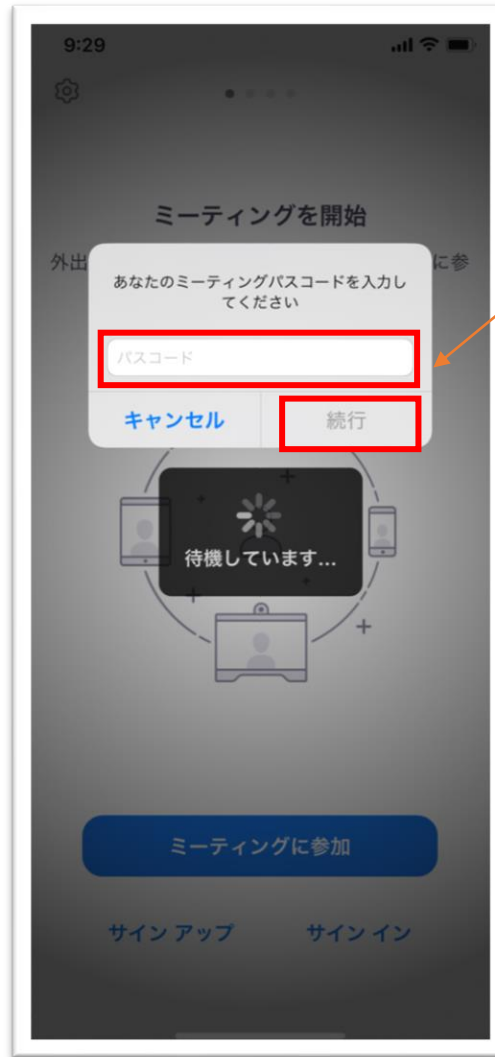 9:29
ミーティングを開始
外出
に参
あなたのミーティングパスコードを入力し
てください
パスコード
キャンセル
続行
待機しています...
ミーティングに参加
サイン アップ
サイン イン